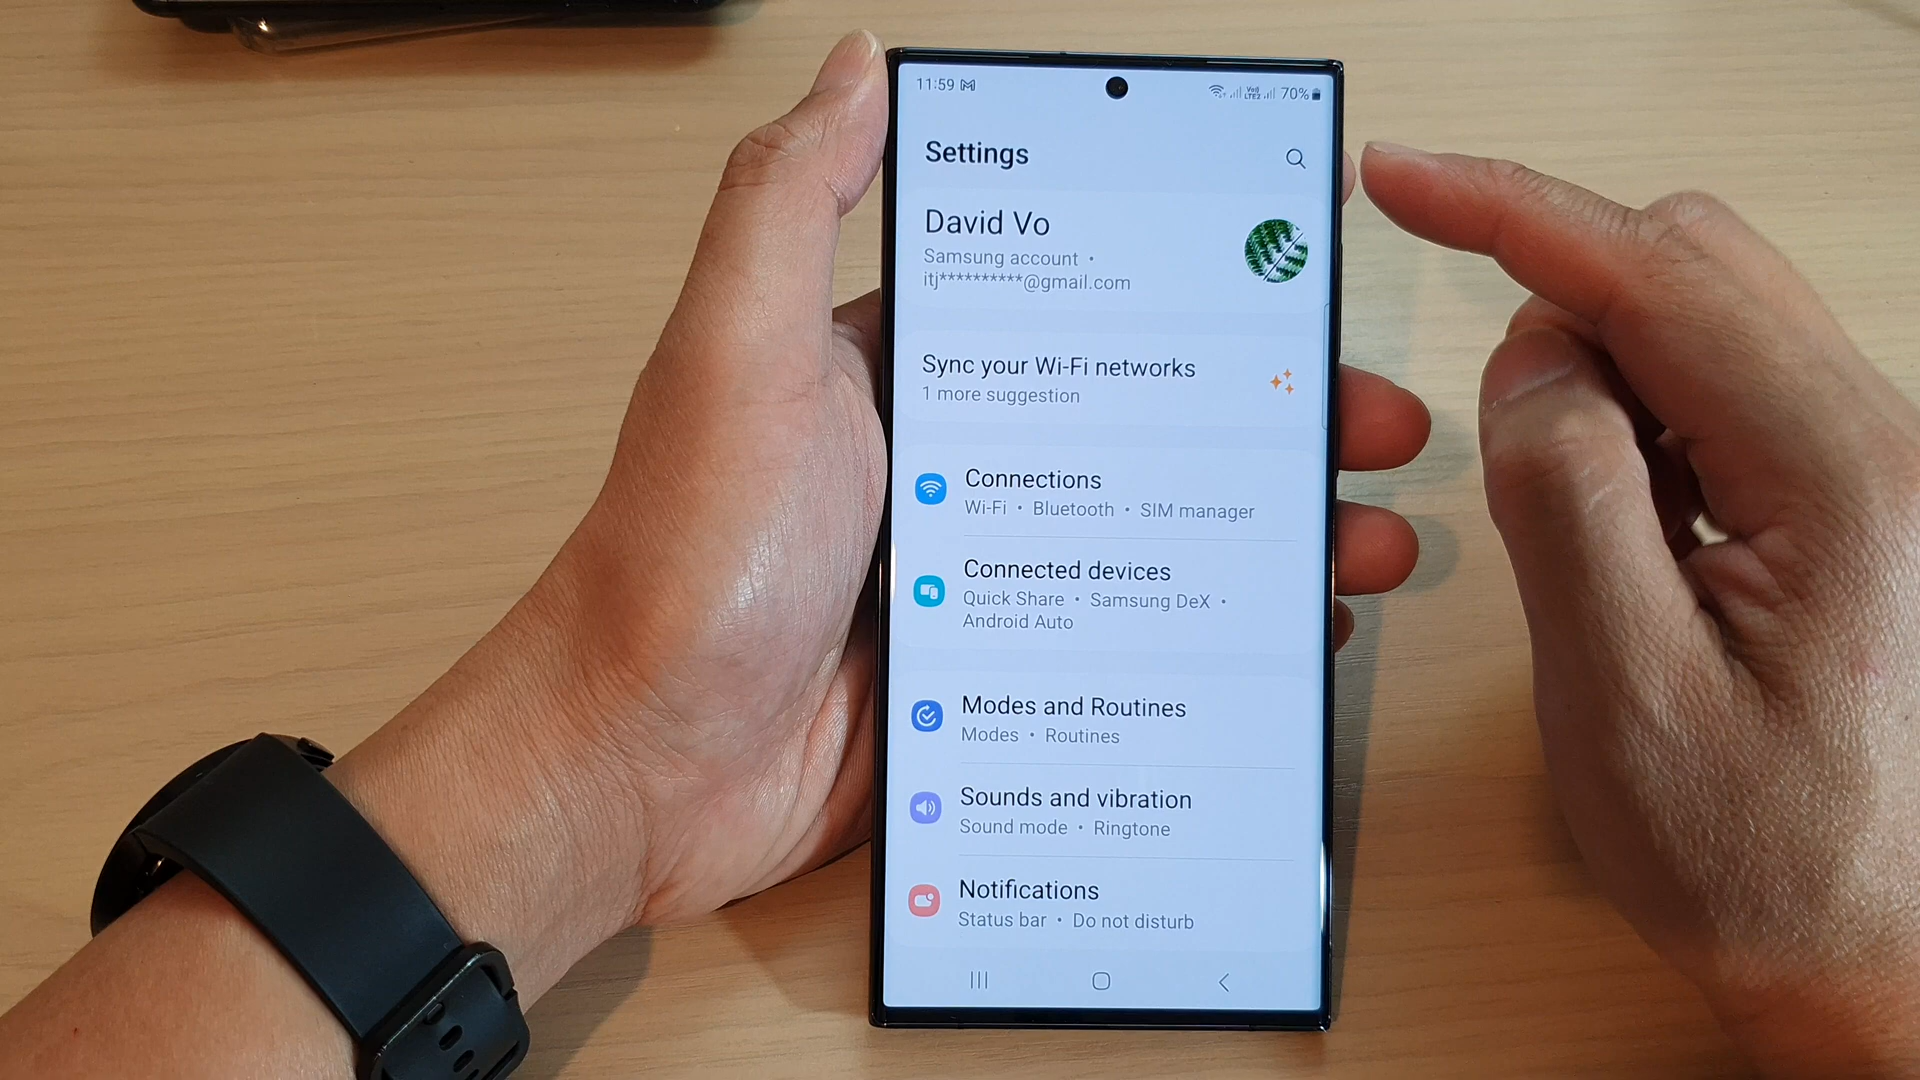 11:59 70%
Settings
David Vo
Samsung account •
itj**********@gmail.com
Sync your Wi-Fi networks
1 more suggestion
Connections
Wi-Fi • Bluetooth • SIM manager
Connected devices
Quick Share • Samsung DeX •
Android Auto
Modes and Routines
Modes • Routines
Sounds and vibration
Sound mode • Ringtone
Notifications
Status bar • Do not disturb